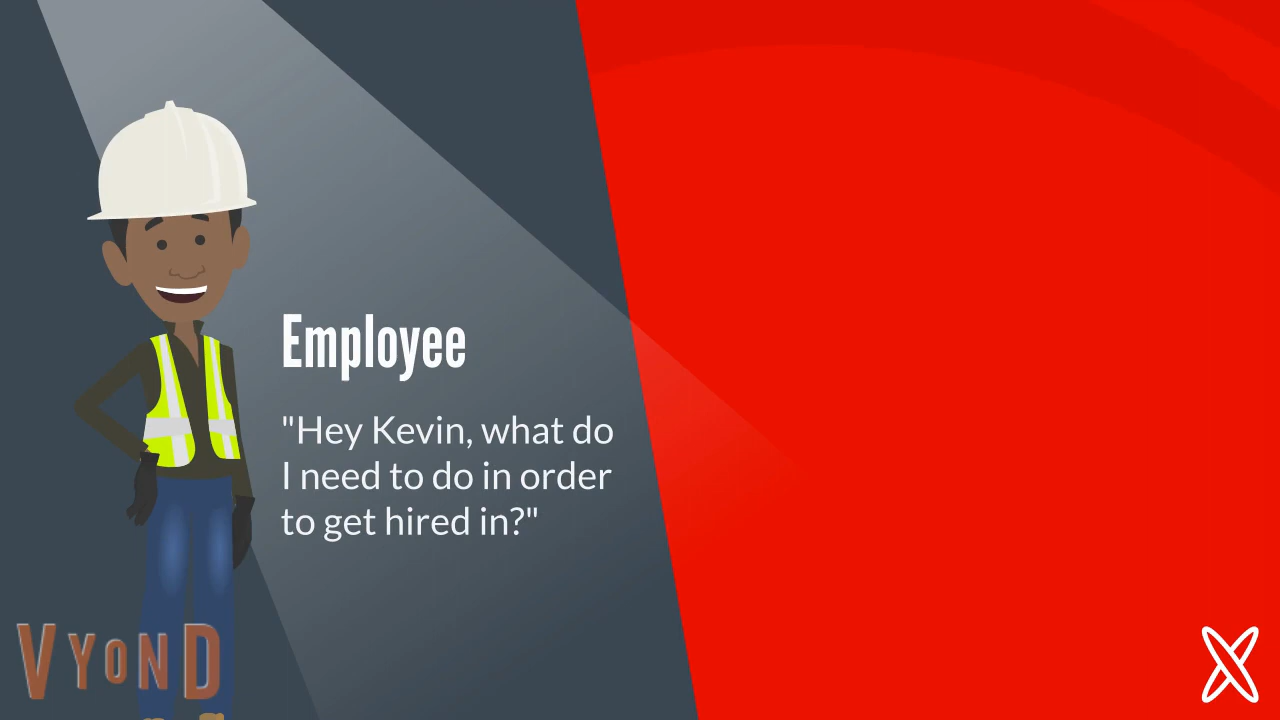 Employee
"Hey Kevin, what do
I need to do in order
to get hired in?"
VYOND